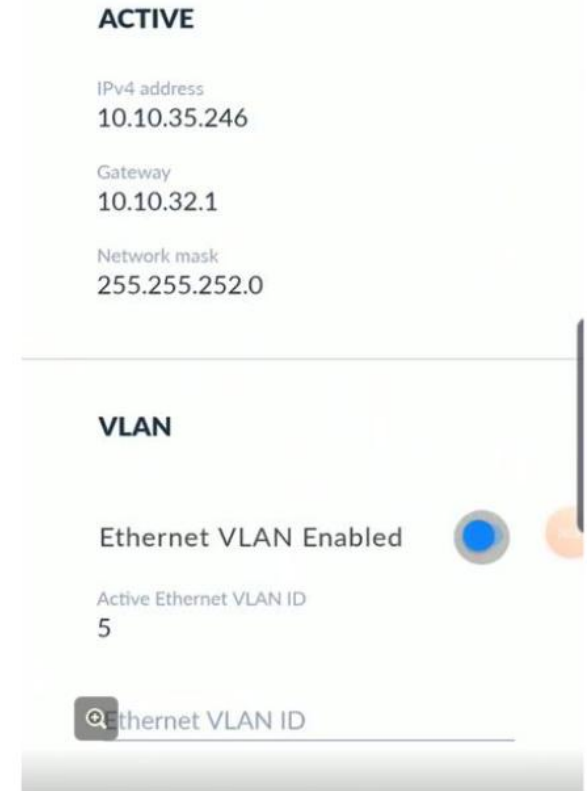 ACTIVE
IPv4 address
10.10.35.246
Gateway
10.10.32.1
Network mask
255.255.252.0
VLAN
Ethernet VLAN Enabled
Active Ethernet VLAN ID
5
Ethernet VLAN ID